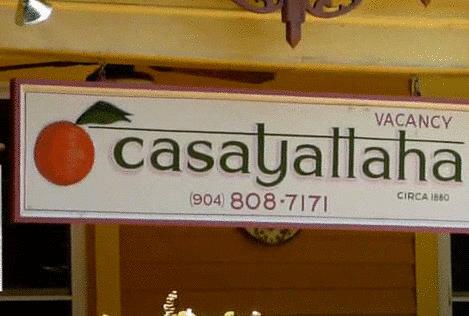 VACANCY
casayallaha
CIRCA 1880
(904) 808-7171